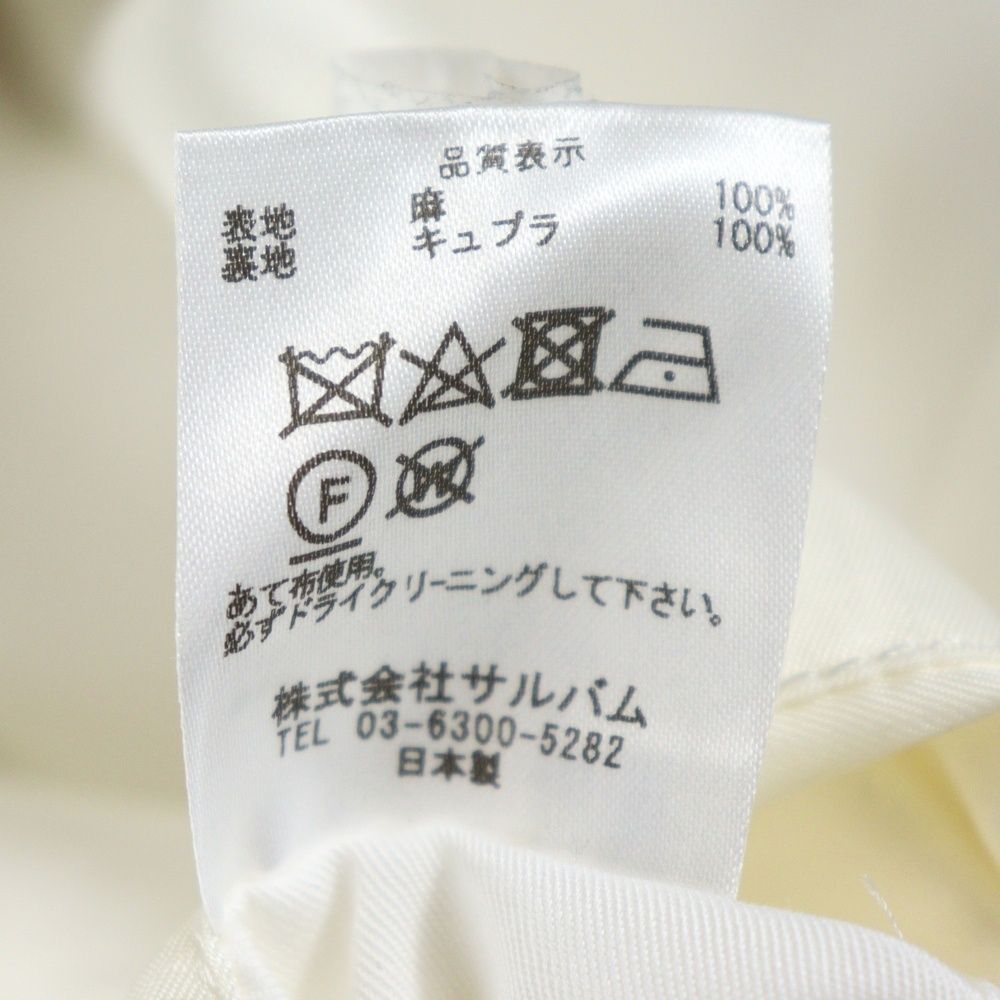 品質表示
表地 麻 100%
裏地 キュプラ 100%
F
W
あて布使用。
必ずドライクリーニングして下さい。
株式会社サルバム
TEL 03-6300-5282
日本製